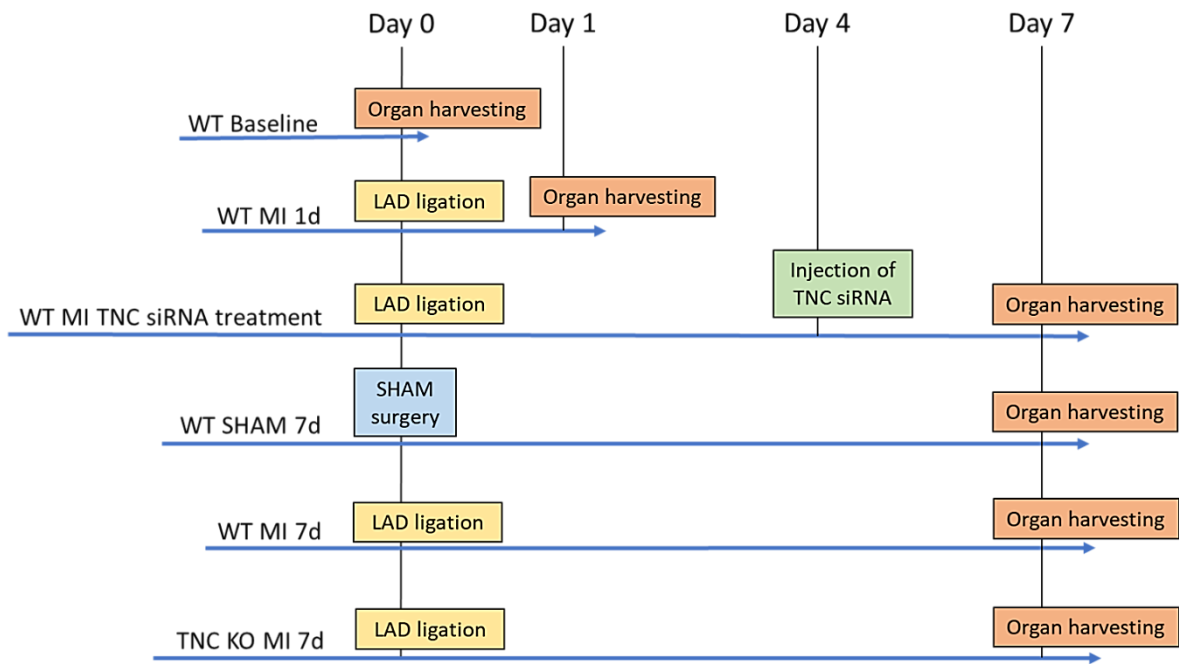 Day 0
Day 1
Day 4
Day 7
Organ harvesting
WT Baseline
LAD ligation
Organ harvesting
WT MI 1d
Injection of
TNC siRNA
LAD ligation
Organ harvesting
WT MI TNC siRNA treatment
SHAM
surgery
Organ harvesting
WT SHAM 7d
LAD ligation
Organ harvesting
WT MI 7d
LAD ligation
Organ harvesting
TNC KO MI 7d